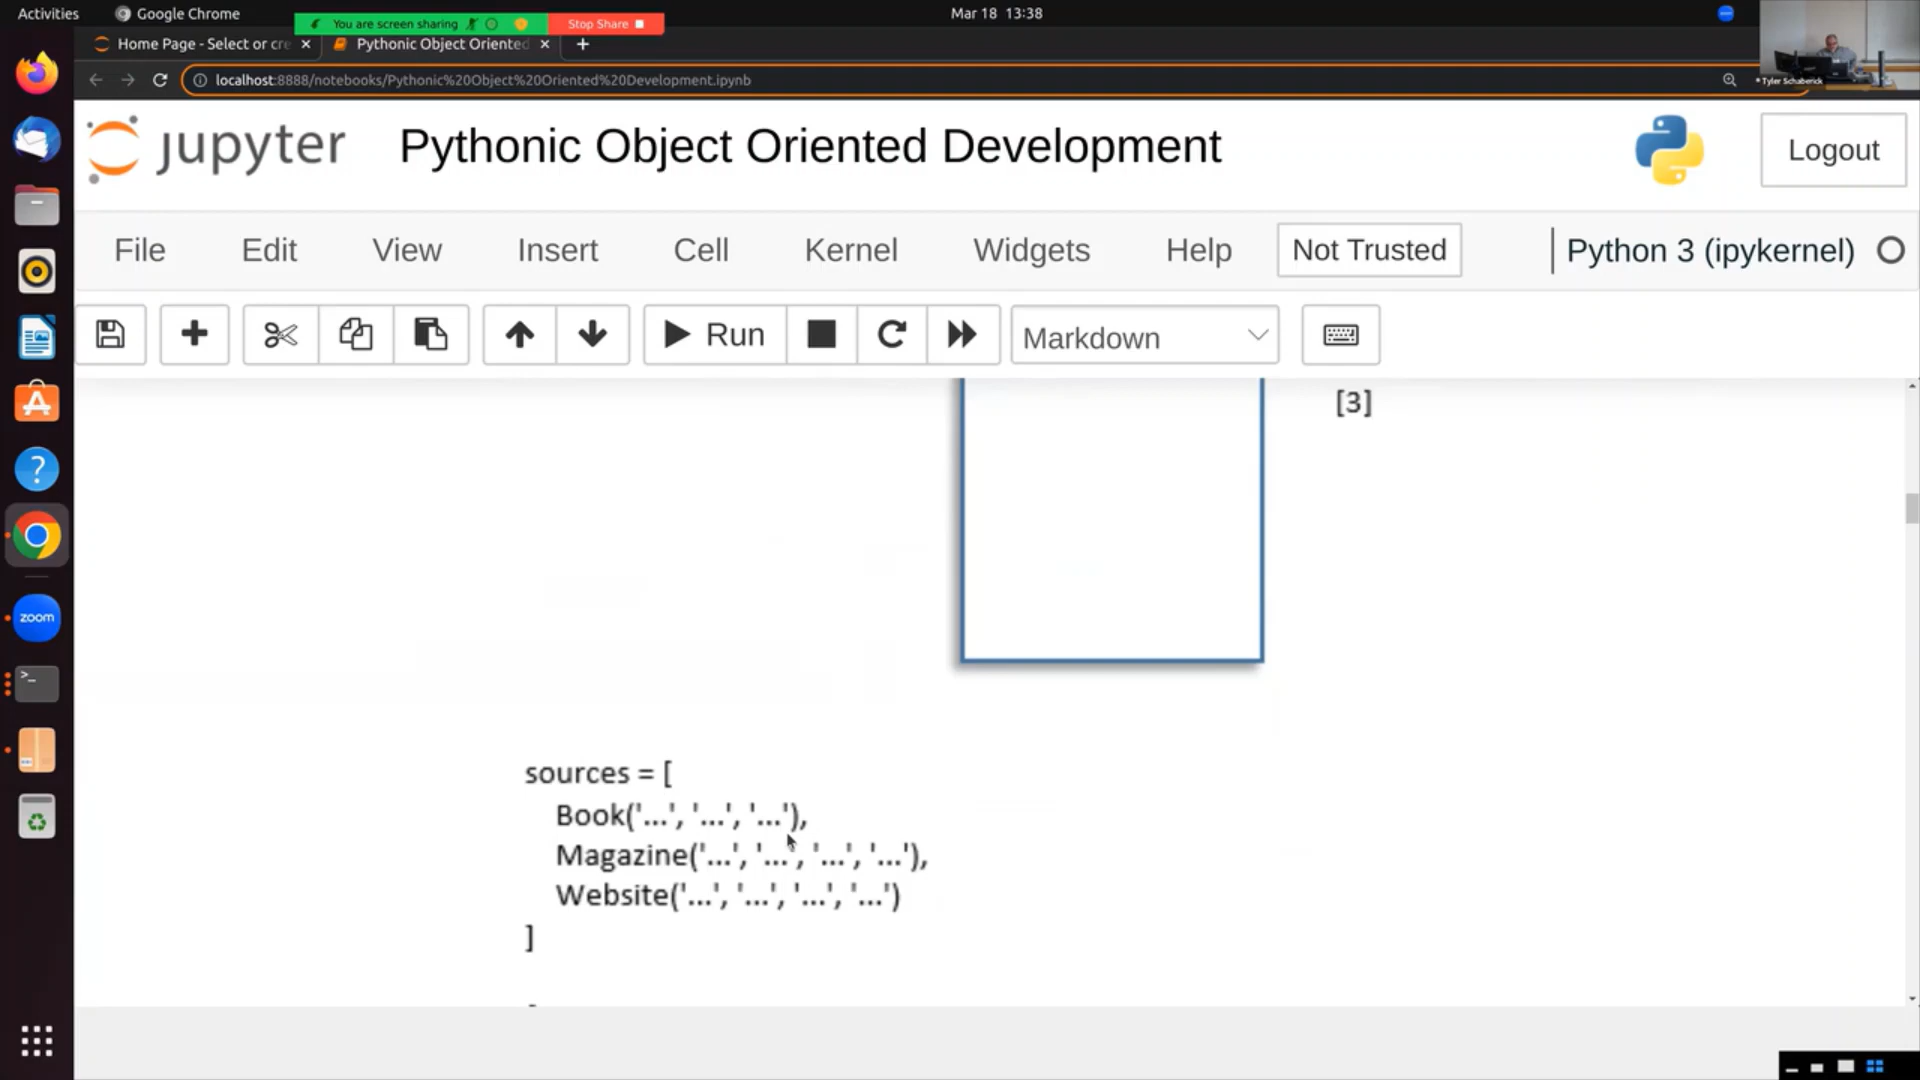 Activities
Google Chrome
You are screen sharing
Stop Share
Mar 18 13:38
Home Page - Select or cre
Pythonic Object Oriented
localhost:8888/notebooks/Pythonic%20Object%20Oriented%20Development.ipynb
Tyler Schaberick
jupyter
Pythonic Object Oriented Development
Logout
File
Edit
View
Insert
Cell
Kernel
Widgets
Help
Not Trusted
Python 3 (ipykernel)
Run
Markdown
[3]
zoom
sources = [
Book('...', '...', '...'),
Magazine('...', '...', '...', '...'),
Website('...', '...', '...', '...')
]